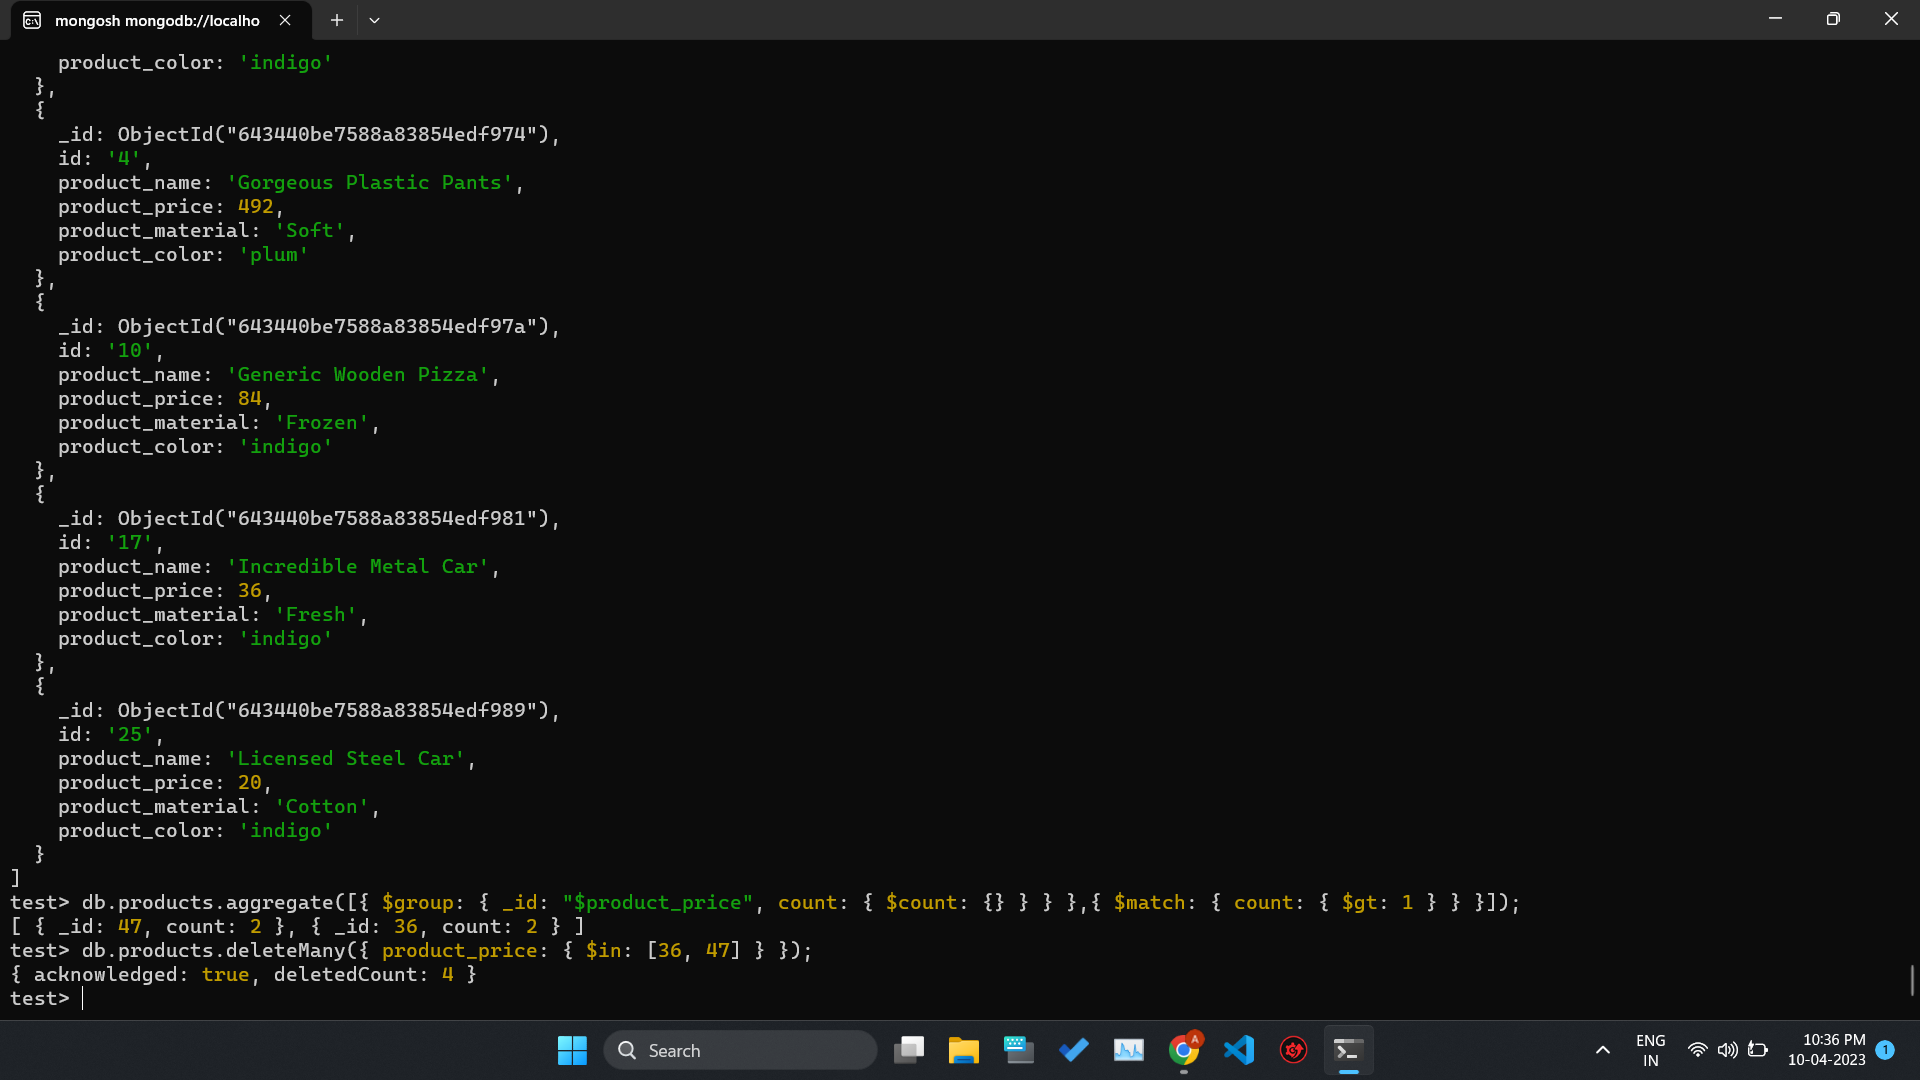 mongosh mongodb://localho
product_color: 'indigo'
},
{
_id: ObjectId("643440be7588a83854edf974"),
id: '4',
product_name: 'Gorgeous Plastic Pants',
product_price: 492,
product_material: 'Soft',
product_color: 'plum'
},
{
_id: ObjectId("643440be7588a83854edf97a"),
id: '10',
product_name: 'Generic Wooden Pizza',
product_price: 84,
product_material: 'Frozen',
product_color: 'indigo'
},
{
_id: ObjectId("643440be7588a83854edf981"),
id: '17',
product_name: 'Incredible Metal Car',
product_price: 36,
product_material: 'Fresh',
product_color: 'indigo'
},
{
_id: ObjectId("643440be7588a83854edf989"),
id: '25',
product_name: 'Licensed Steel Car',
product_price: 20,
product_material: 'Cotton',
product_color: 'indigo'
}
]
test> db.products.aggregate([{ $group: { _id: "$product_price", count: { $count: {} } } },{ $match: { count: { $gt: 1 } } }]);
[ { _id: 47, count: 2 }, { _id: 36, count: 2 } ]
test> db.products.deleteMany({ product_price: { $in: [36, 47] } });
{ acknowledged: true, deletedCount: 4 }
test>
Search
A
ENG
IN
10:36 PM
10-04-2023
1